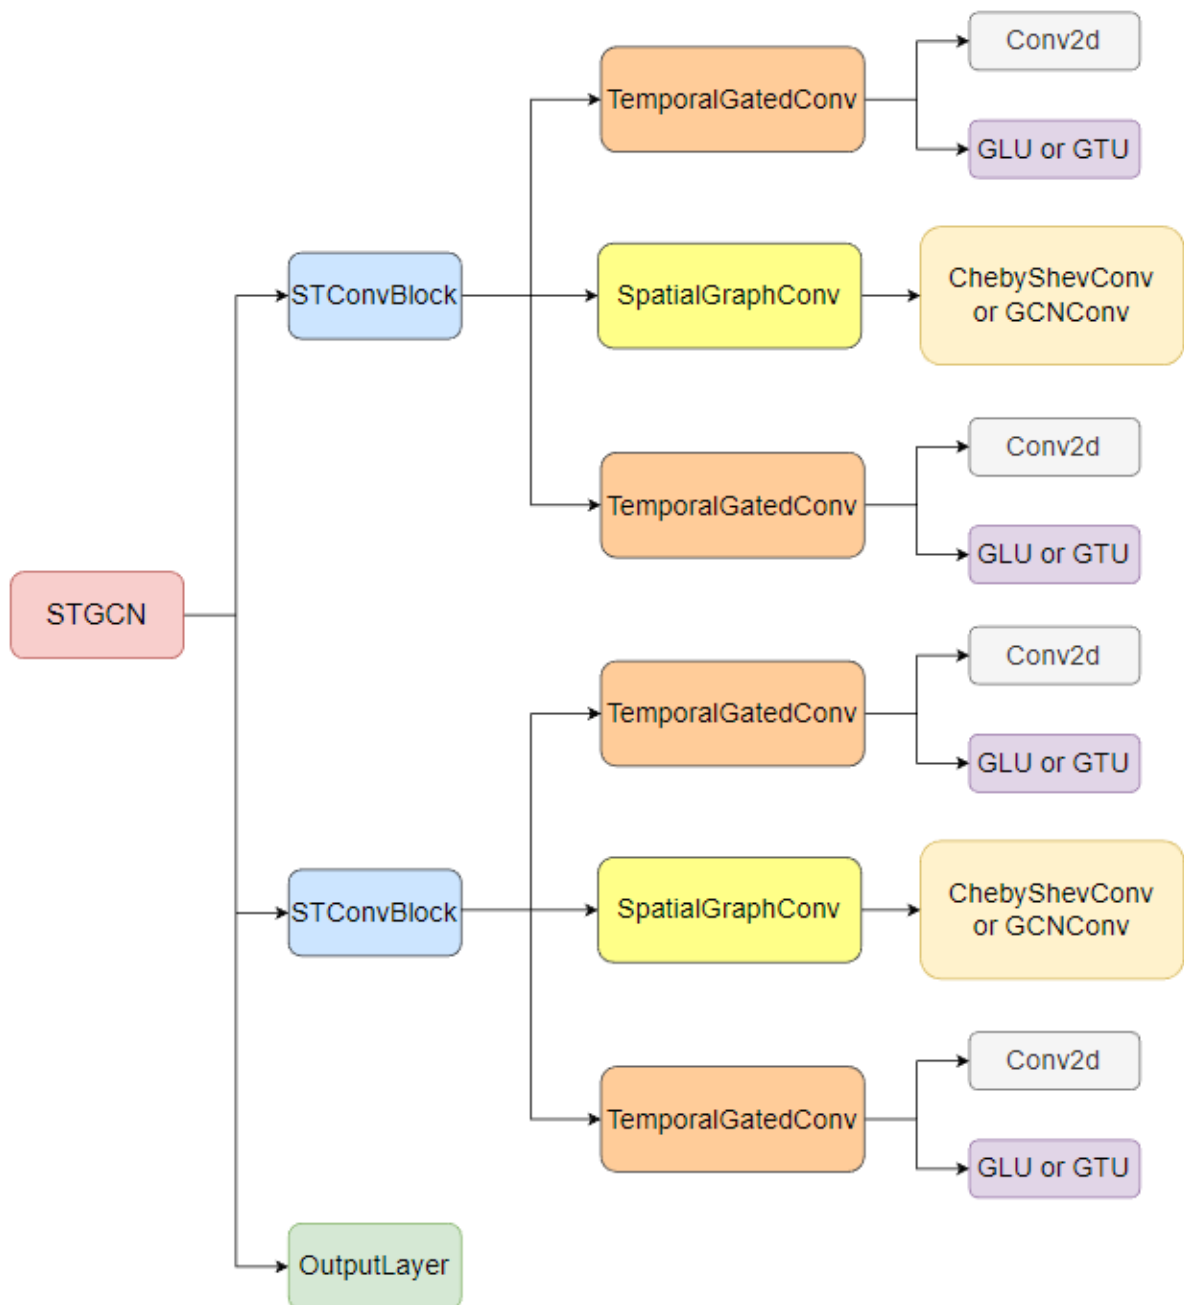 STGCN
STConvBlock
TemporalGatedConv
Conv2d
GLU or GTU
SpatialGraphConv
ChebyShevConv
or GCNConv
TemporalGatedConv
Conv2d
GLU or GTU
STConvBlock
TemporalGatedConv
Conv2d
GLU or GTU
SpatialGraphConv
ChebyShevConv
or GCNConv
TemporalGatedConv
Conv2d
GLU or GTU
OutputLayer